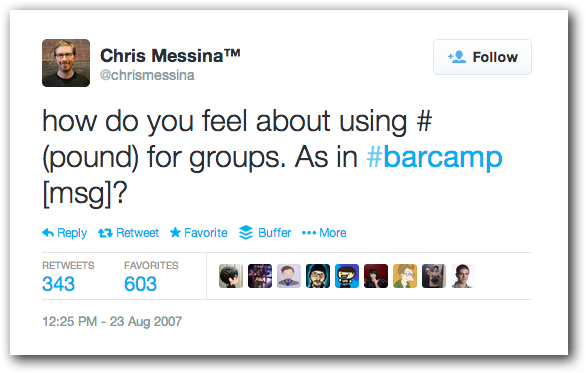 Chris Messina™
@chrismessina
Follow
how do you feel about using #
(pound) for groups. As in #barcamp
[msg]?
Reply Retweet Favorite Buffer More
RETWEETS FAVORITES
343 603
12:25 PM - 23 Aug 2007